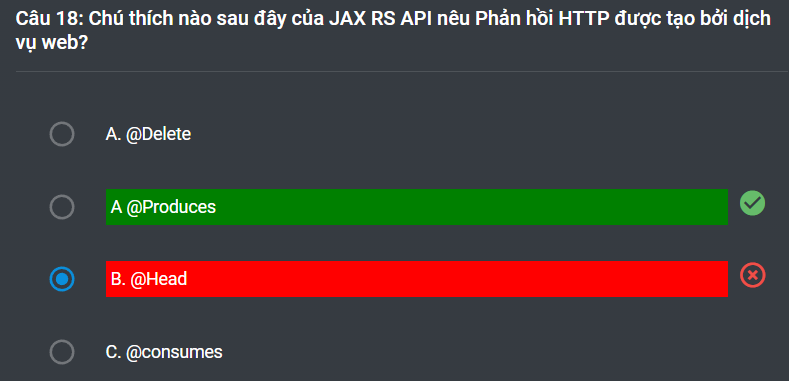 Câu 18: Chú thích nào sau đây của JAX RS API nêu Phản hồi HTTP được tạo bởi dịch
vụ web?
A. @Delete
A @Produces
B. @Head
C. @consumes